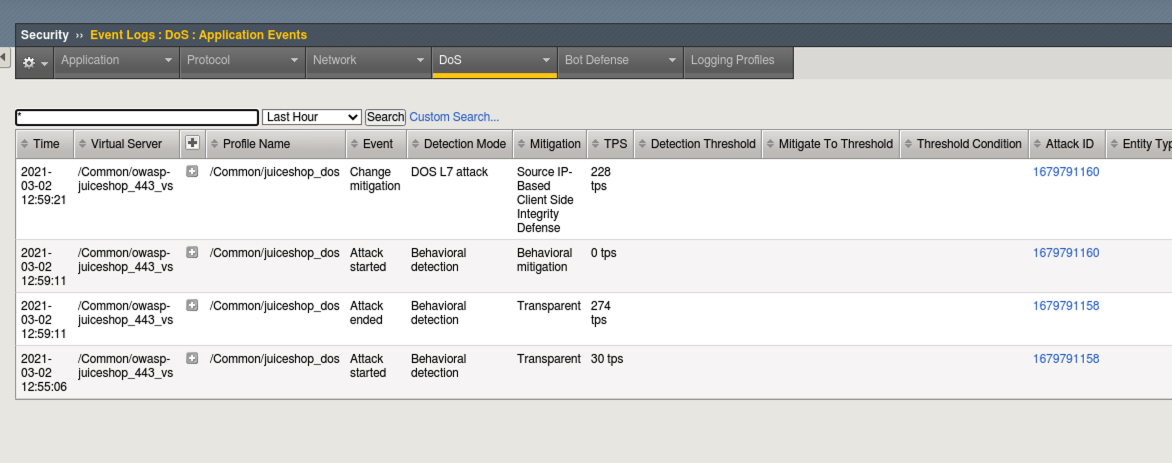 Security ›› Event Logs : DoS : Application Events
Application Protocol Network DoS Bot Defense Logging Profiles
* Last Hour Search Custom Search...
Time Virtual Server Profile Name Event Detection Mode Mitigation TPS Detection Threshold Mitigate To Threshold Threshold Condition Attack ID Entity Typ
2021- /Common/owasp- /Common/juiceshop_dos Change DOS L7 attack Source IP- 228 1679791160
03-02 juiceshop_443_vs mitigation Based tps
12:59:21 Client Side
Integrity
Defense
2021- /Common/owasp- /Common/juiceshop_dos Attack Behavioral Behavioral 0 tps 1679791160
03-02 juiceshop_443_vs started detection mitigation
12:59:11
2021- /Common/owasp- /Common/juiceshop_dos Attack Behavioral Transparent 274 1679791158
03-02 juiceshop_443_vs ended detection tps
12:59:11
2021- /Common/owasp- /Common/juiceshop_dos Attack Behavioral Transparent 30 tps 1679791158
03-02 juiceshop_443_vs started detection
12:55:06